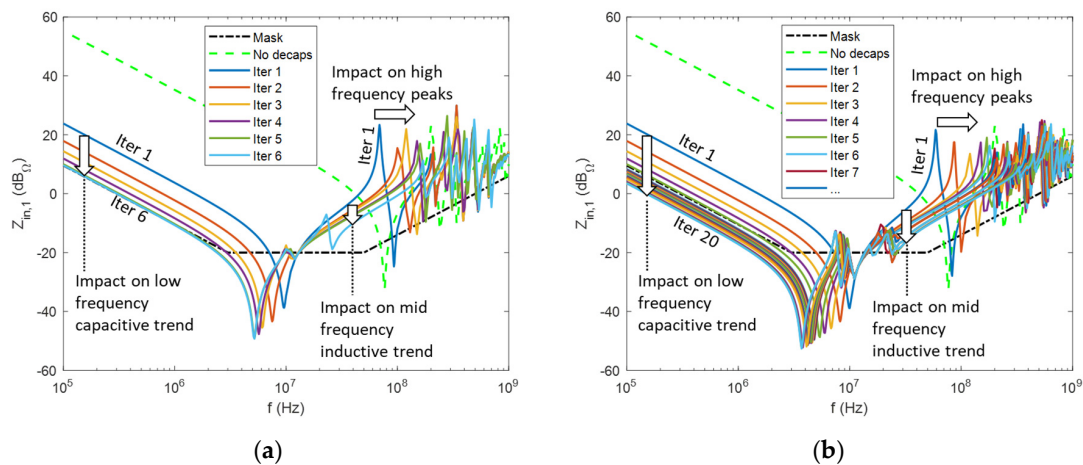 60
40
20
0
-20
-40
-60
Z_in,1 (dB_Ω)
10^5
10^6
10^7
10^8
10^9
f (Hz)
Mask
No decaps
Iter 1
Iter 2
Iter 3
Iter 4
Iter 5
Iter 6
Impact on high
frequency peaks
Iter 1
Iter 1
Iter 6
Impact on low
frequency
capacitive trend
Impact on mid
frequency
inductive trend
(a)
60
40
20
0
-20
-40
-60
Z_in,1 (dB_Ω)
10^5
10^6
10^7
10^8
10^9
f (Hz)
Mask
No decaps
Iter 1
Iter 2
Iter 3
Iter 4
Iter 5
Iter 6
Iter 7
...
Impact on high
frequency peaks
Iter 1
Iter 1
Iter 20
Impact on low
frequency
capacitive trend
Impact on mid
frequency
inductive trend
(b)